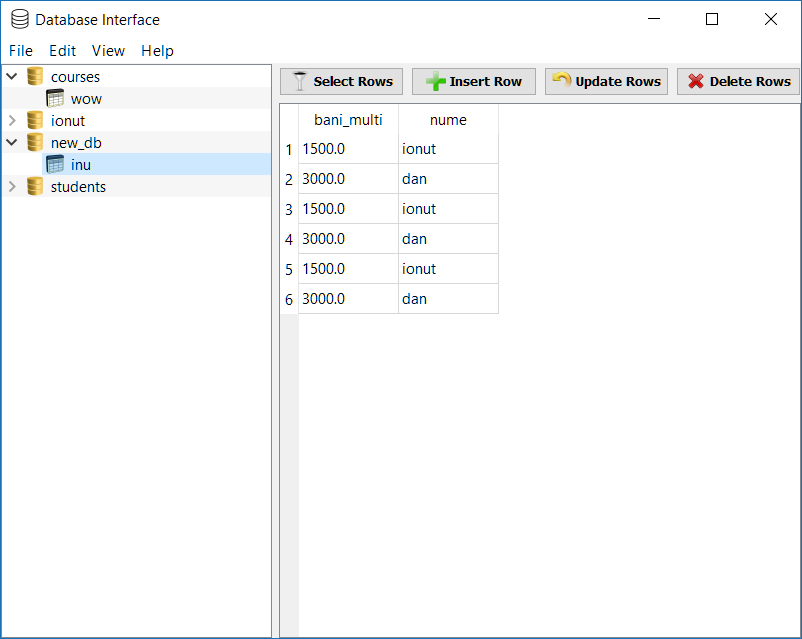 Database Interface
File Edit View Help
courses
wow
ionut
new_db
inu
students
Select Rows Insert Row Update Rows Delete Rows
bani_multi nume
1 1500.0 ionut
2 3000.0 dan
3 1500.0 ionut
4 3000.0 dan
5 1500.0 ionut
6 3000.0 dan